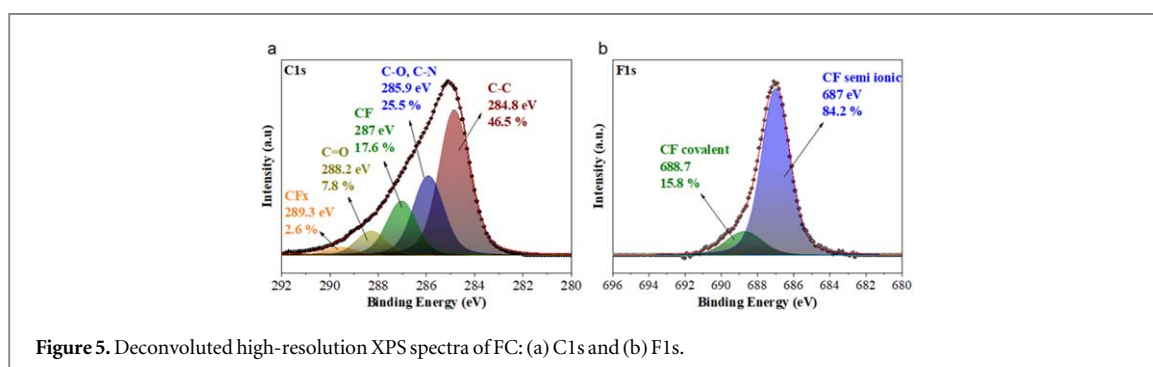 a
C1s
C-O, C-N
285.9 eV
25.5 %
C-C
284.8 eV
46.5 %
CF
287 eV
17.6 %
C=O
288.2 eV
7.8 %
CFx
289.3 eV
2.6 %
Intensity (a.u)
292 290 288 286 284 282 280
Binding Energy (eV)
b
F1s
CF semi ionic
687 eV
84.2 %
CF covalent
688.7
15.8 %
Intensity (a.u.)
696 694 692 690 688 686 684 682 680
Binding Energy (eV)
Figure 5. Deconvoluted high-resolution XPS spectra of FC: (a) C1s and (b) F1s.